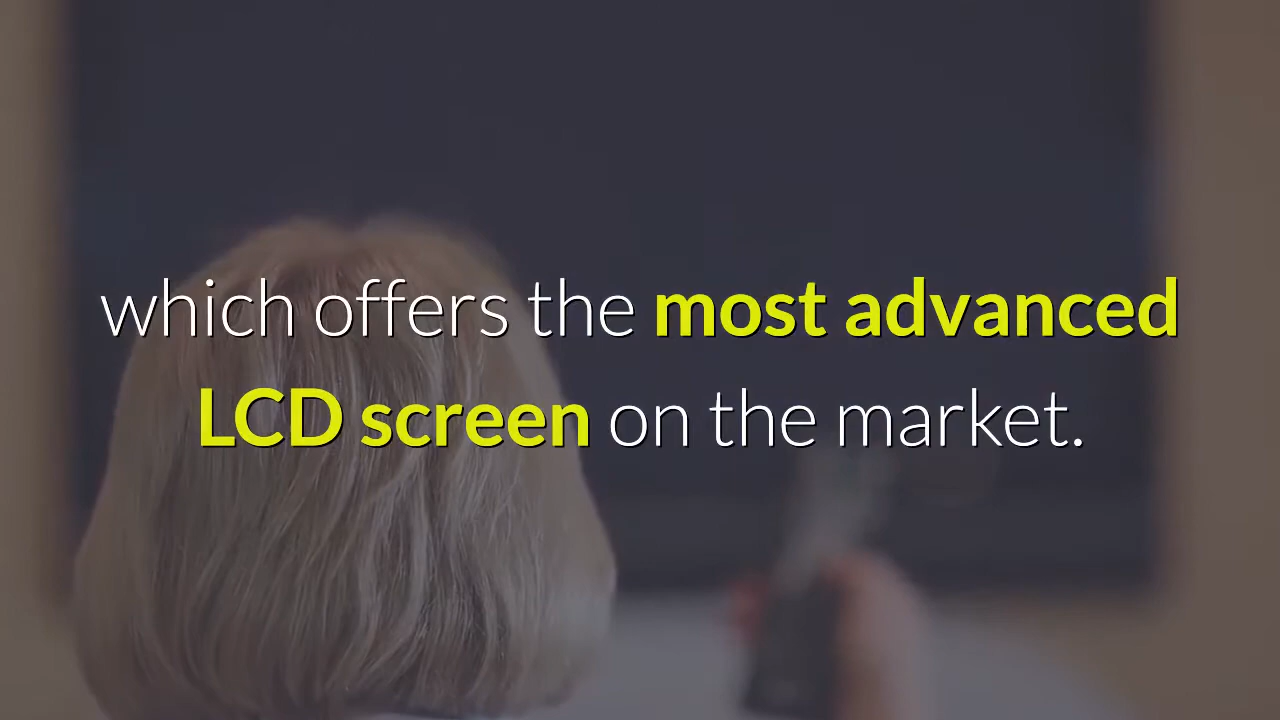 which offers the most advanced
LCD screen on the market.